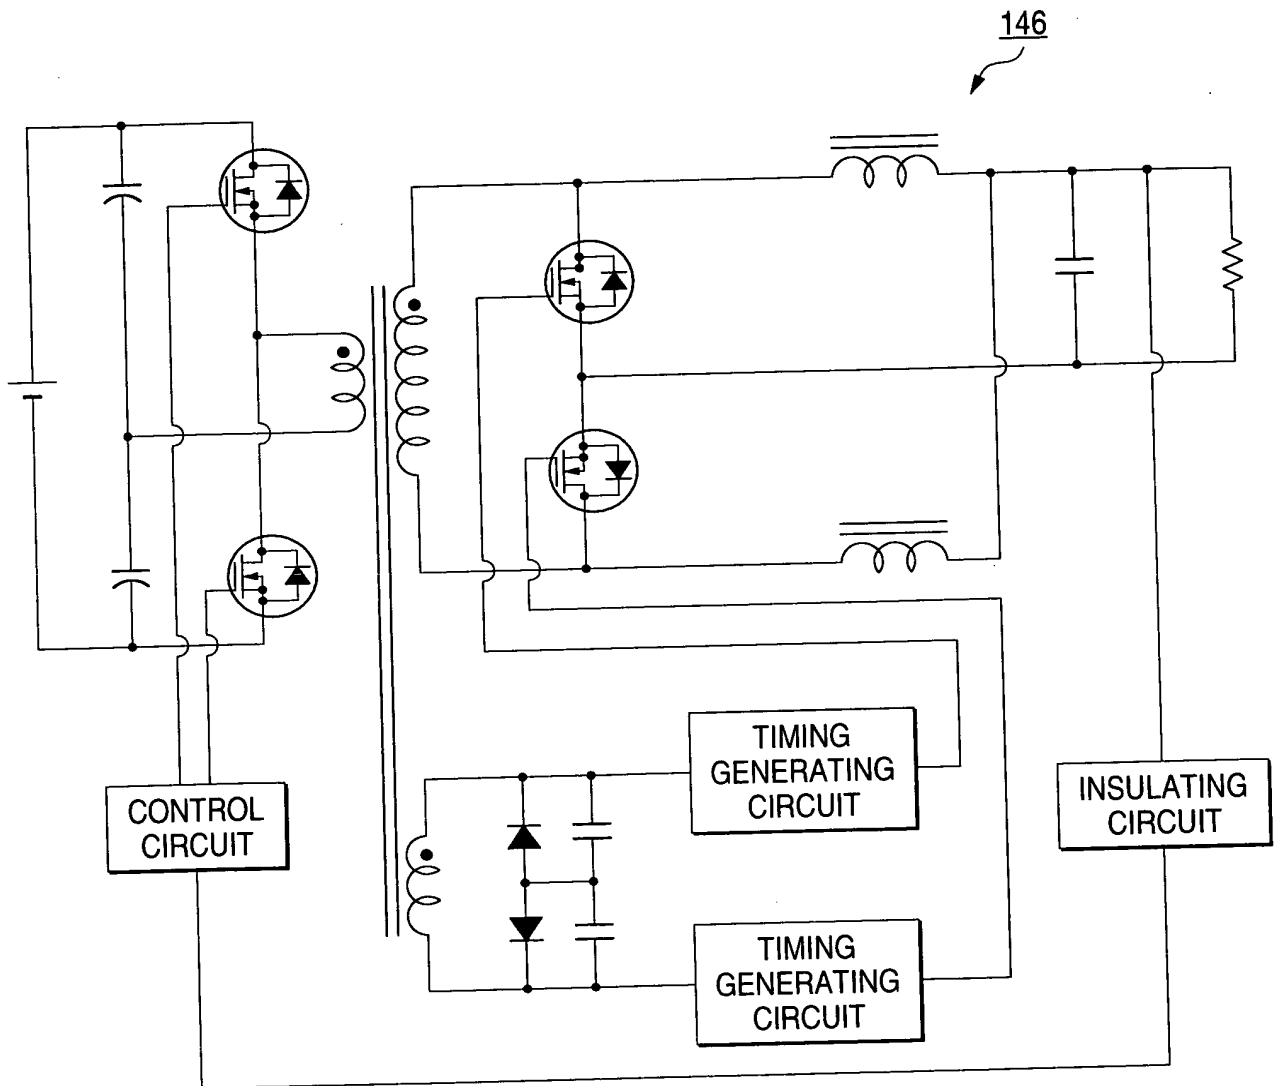 146
TIMING
GENERATING
CIRCUIT
CONTROL
CIRCUIT
INSULATING
CIRCUIT
TIMING
GENERATING
CIRCUIT